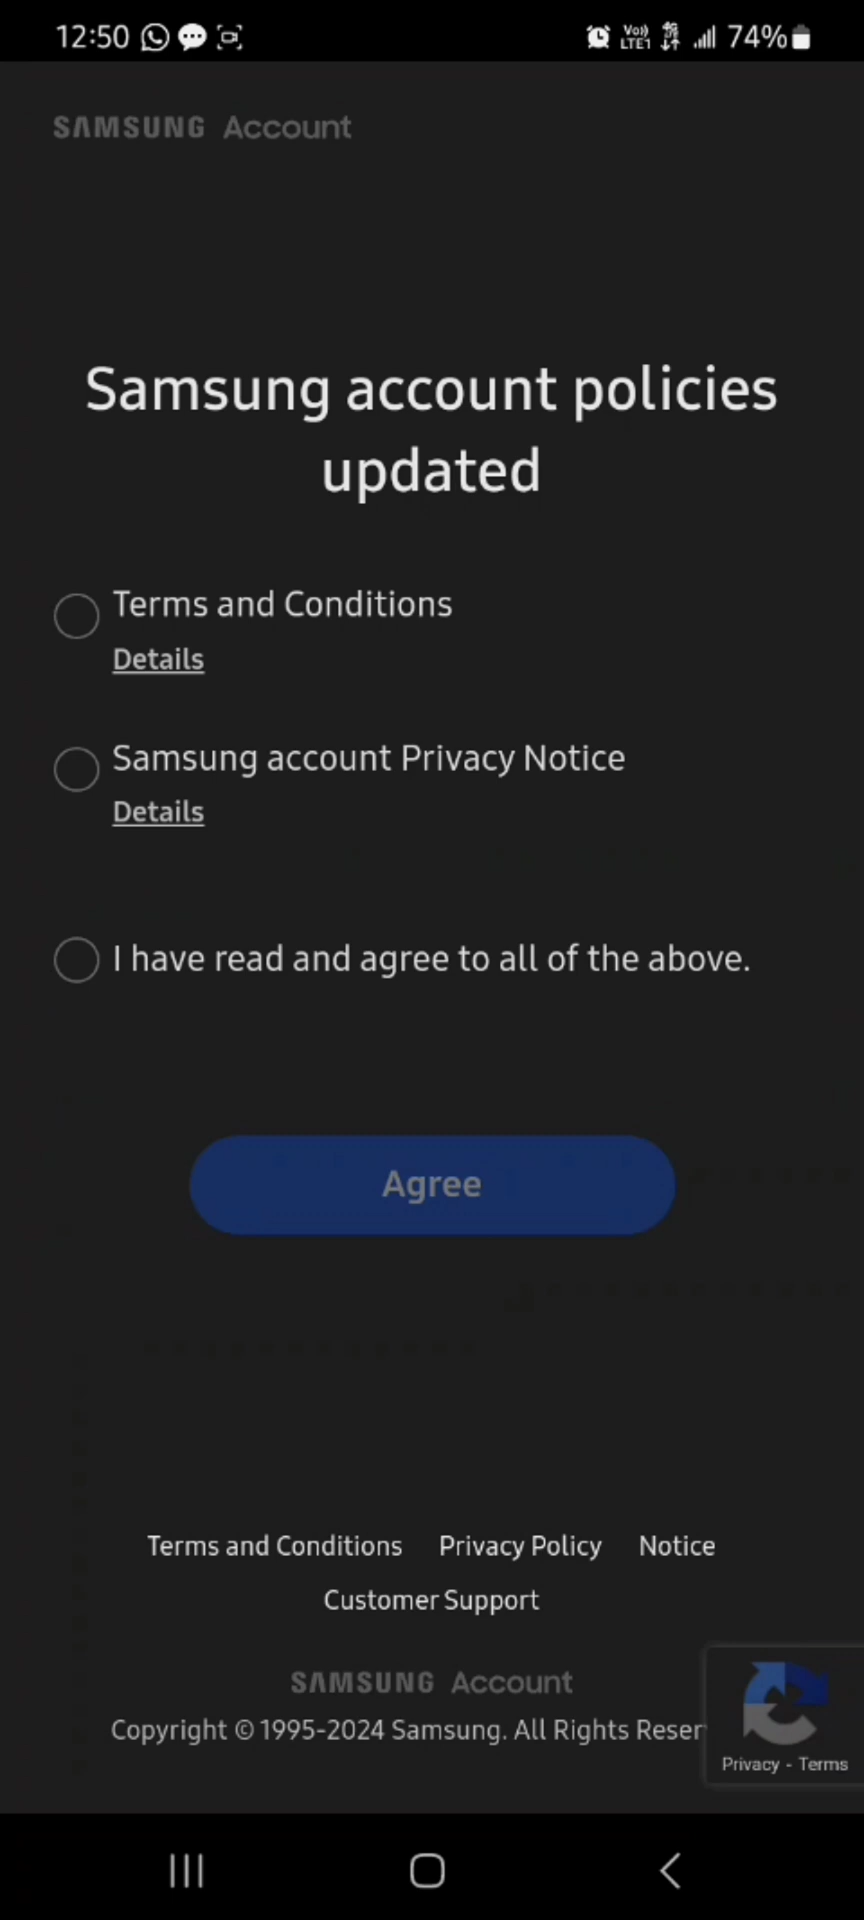 12:50 74%
SAMSUNG Account
Samsung account policies
updated
Terms and Conditions
Details
Samsung account Privacy Notice
Details
I have read and agree to all of the above.
Agree
Terms and Conditions Privacy Policy Notice
Customer Support
SAMSUNG Account
Copyright © 1995-2024 Samsung. All Rights Reser
Privacy - Terms